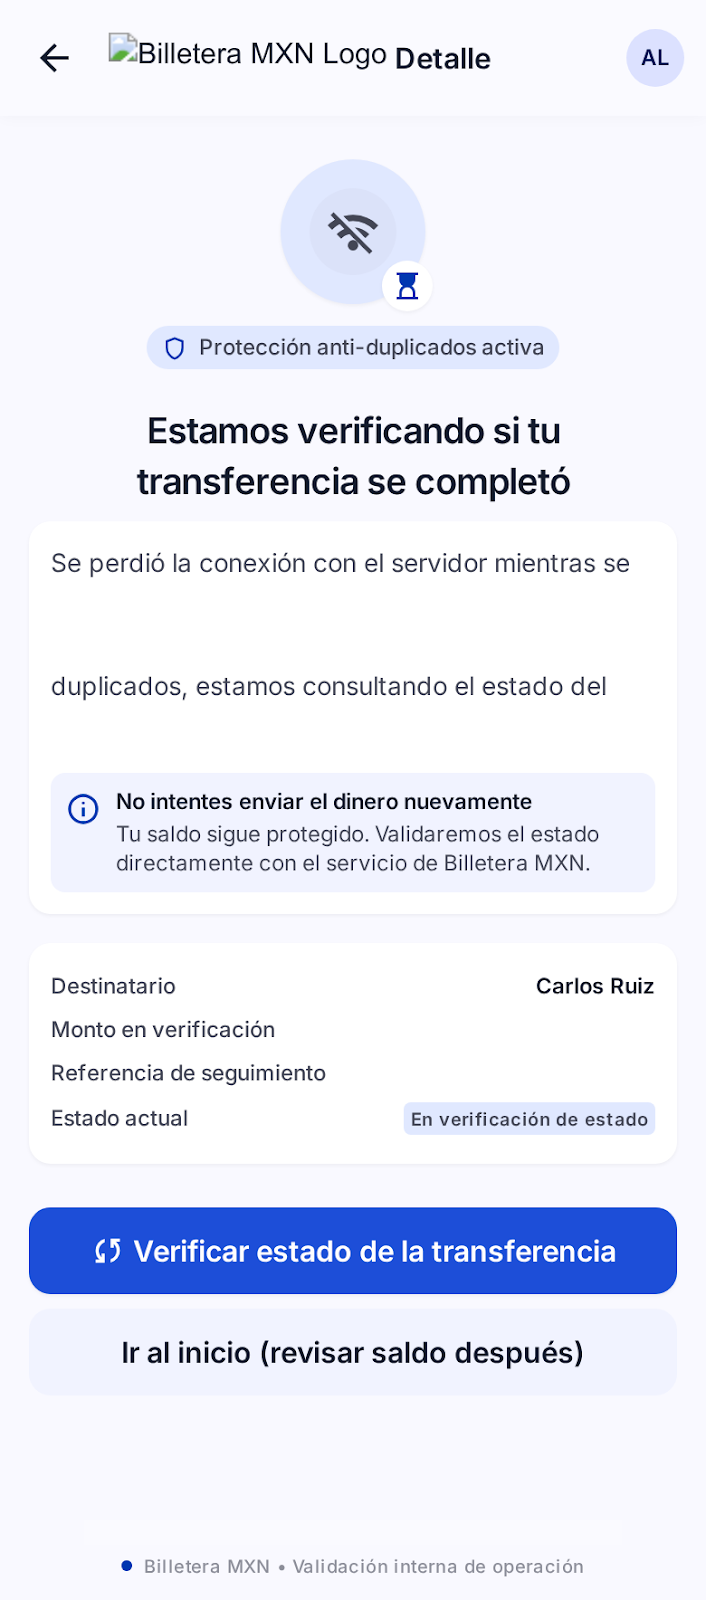 Billetera MXN Logo Detalle
AL
Protección anti-duplicados activa
Estamos verificando si tu
transferencia se completó
Se perdió la conexión con el servidor mientras se
duplicados, estamos consultando el estado del
No intentes enviar el dinero nuevamente
Tu saldo sigue protegido. Validaremos el estado
directamente con el servicio de Billetera MXN.
Destinatario Carlos Ruiz
Monto en verificación
Referencia de seguimiento
Estado actual En verificación de estado
Verificar estado de la transferencia
Ir al inicio (revisar saldo después)
Billetera MXN • Validación interna de operación